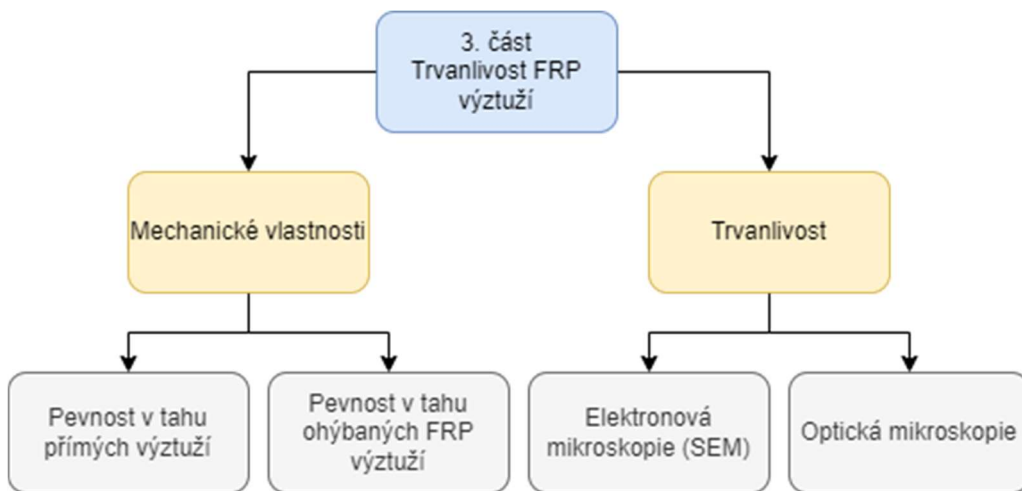 3. část
Trvanlivost FRP
výztuží
Mechanické vlastnosti
Trvanlivost
Pevnost v tahu
přímých výztuží
Pevnost v tahu
ohýbaných FRP
výztuží
Elektronová
mikroskopie (SEM)
Optická mikroskopie